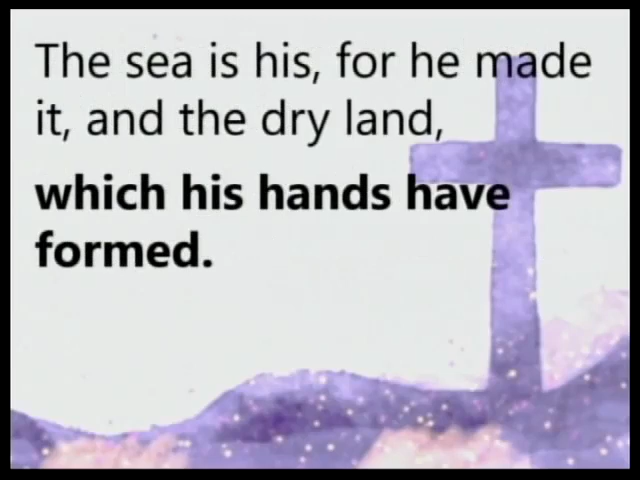 The sea is his, for he made
it, and the dry land,
which his hands have
formed.